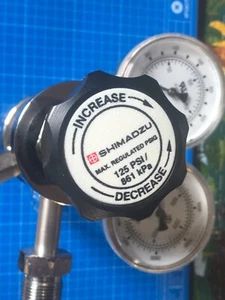 INCREASE
SHIMADZU
MAX. REGULATED PSIG
125 PSI/
861 kPa
DECREASE